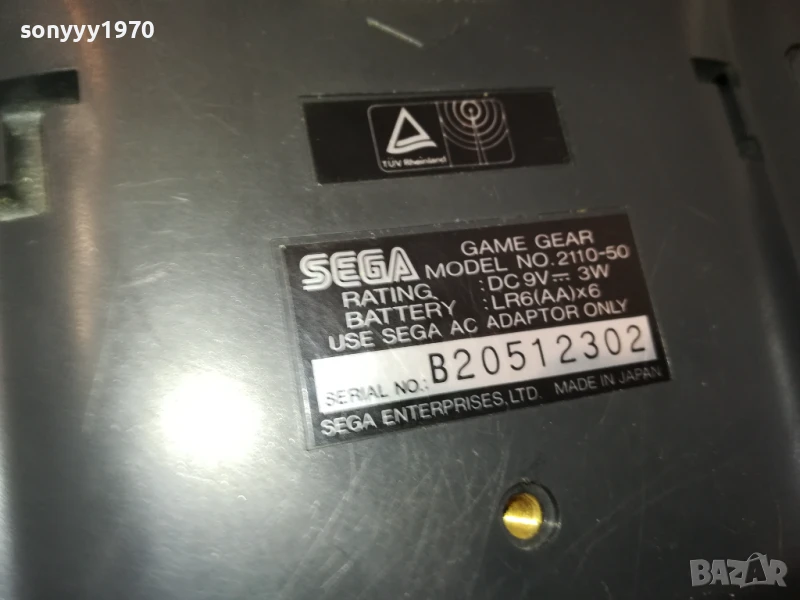 sonyyy1970
TÜV Rheinland
SEGA
GAME GEAR
MODEL NO. 2110-50
RATING : DC 9V ⎓ 3W
BATTERY : LR6(AA)×6
USE SEGA AC ADAPTOR ONLY
SERIAL NO.: B20512302
SEGA ENTERPRISES, LTD. MADE IN JAPAN
BAZAR